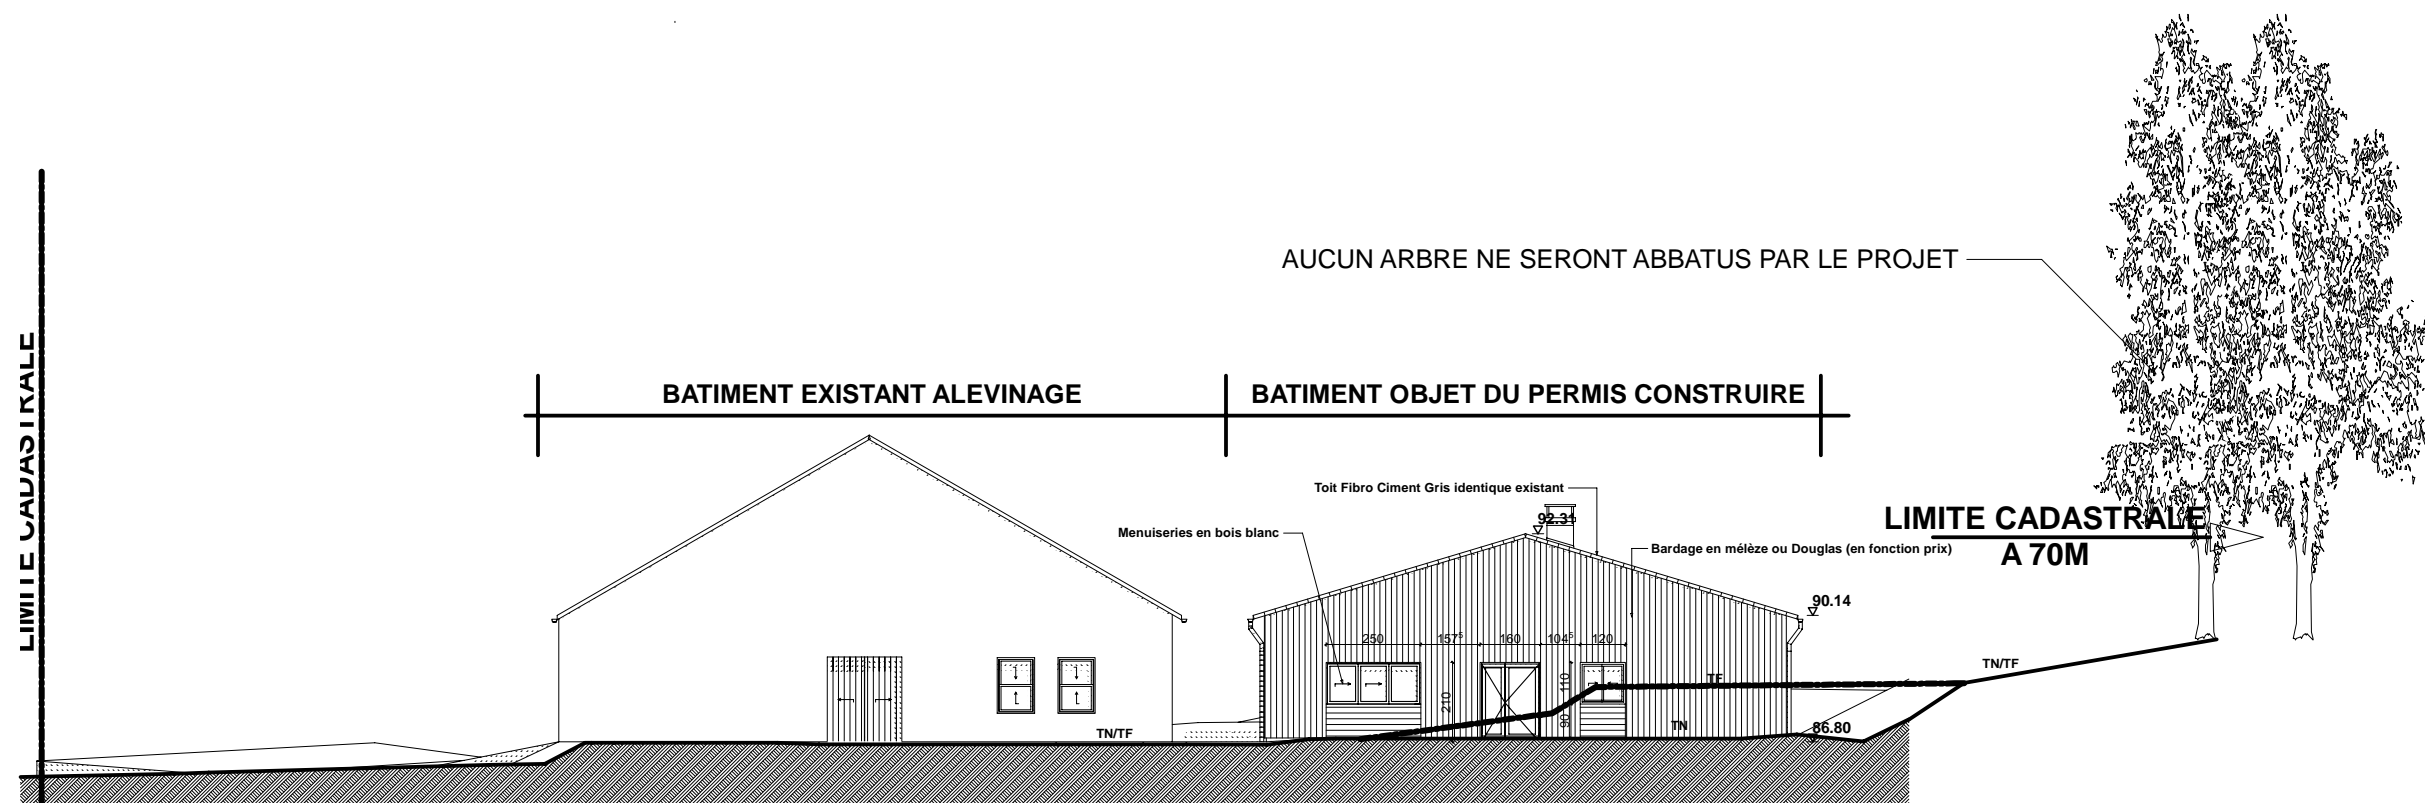 AUCUN ARBRE NE SERONT ABBATUS PAR LE PROJET
LIMITE CADASTRALE
BATIMENT EXISTANT ALEVINAGE
BATIMENT OBJET DU PERMIS CONSTRUIRE
Toit Fibro Ciment Gris identique existant
92.31
LIMITE CADASTRALE
A 70M
Menuiseries en bois blanc
Bardage en mélèze ou Douglas (en fonction prix)
90.14
250
157⁵
160
104⁵
120
TN/TF
TF
210
110
90
TN
86.80
TN/TF